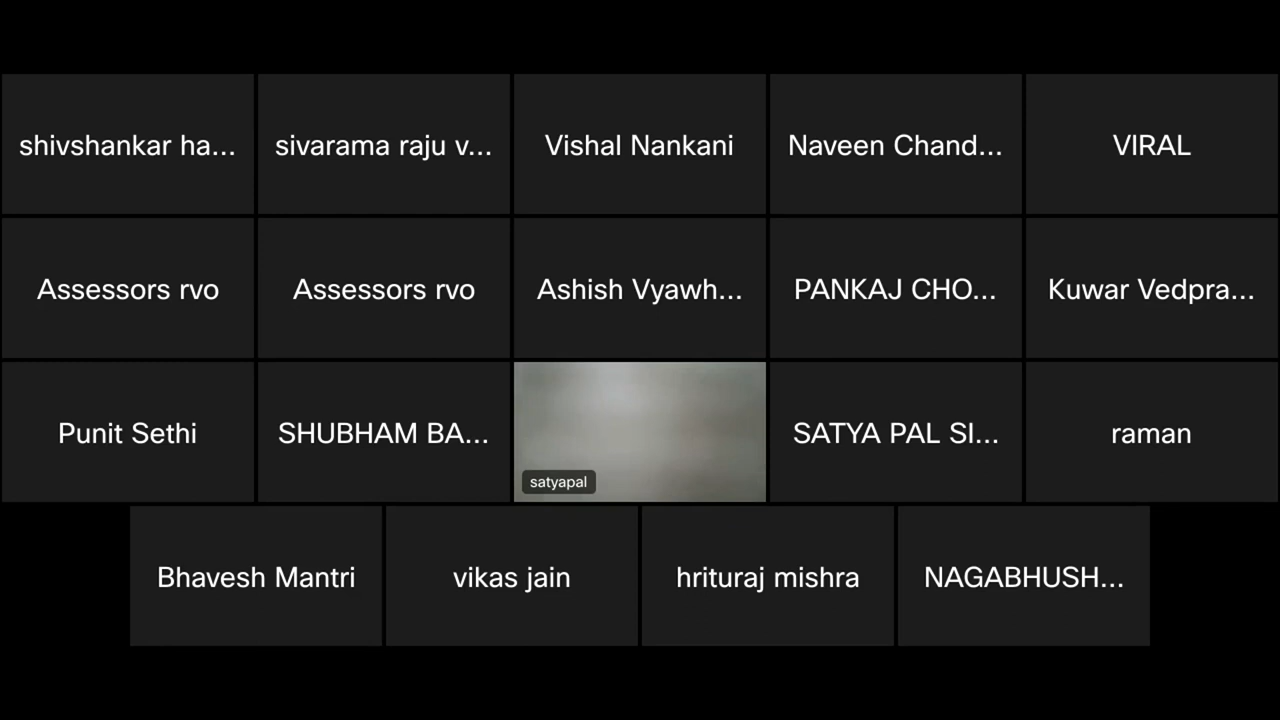 shivshankar ha...
sivarama raju v...
Vishal Nankani
Naveen Chand...
VIRAL
Assessors rvo
Assessors rvo
Ashish Vyawh...
PANKAJ CHO...
Kuwar Vedpra...
Punit Sethi
SHUBHAM BA...
satyapal
SATYA PAL SI...
raman
Bhavesh Mantri
vikas jain
hrituraj mishra
NAGABHUSH...